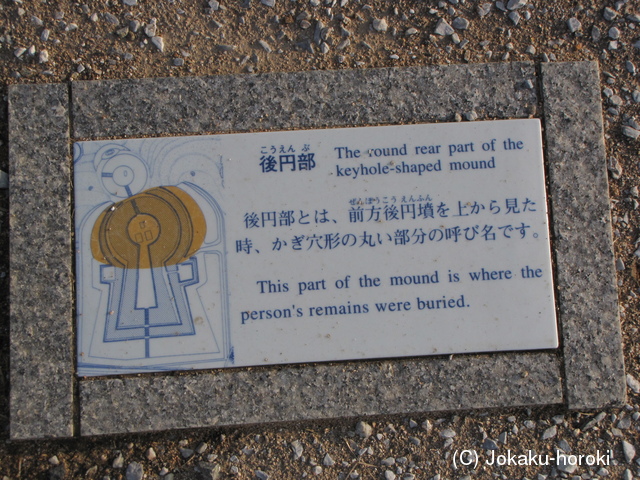 こうえん ぶ
後円部
The round rear part of the
keyhole-shaped mound
ぜんぽうこう えんふん
後円部とは、前方後円墳を上から見た
時、かぎ穴形の丸い部分の呼び名です。
This part of the mound is where the
person's remains were buried.
(C) Jokaku-horoki